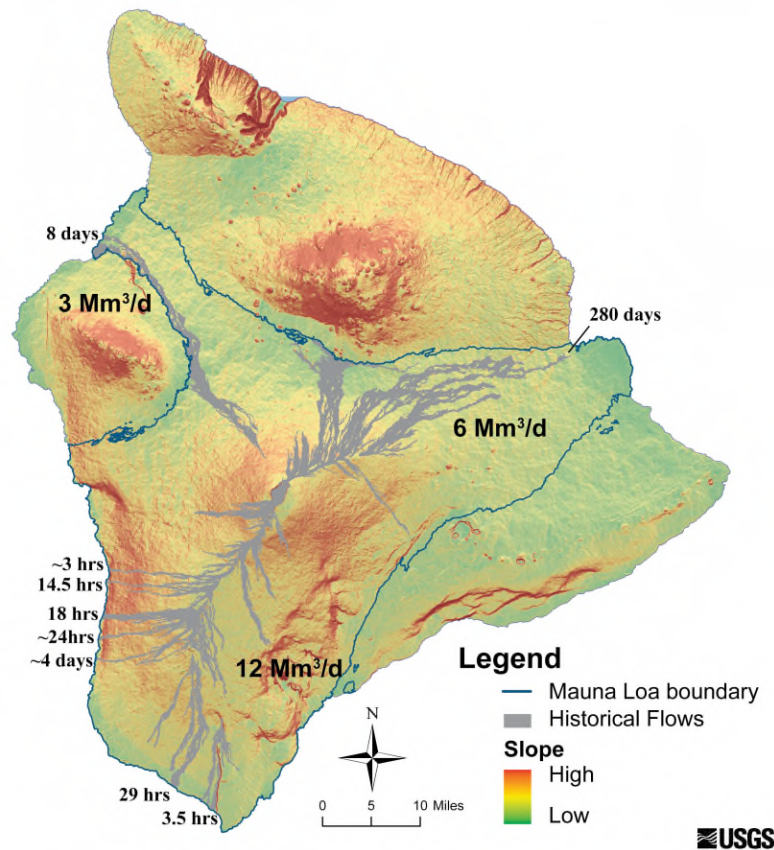 8 days
3 Mm³/d
280 days
6 Mm³/d
~3 hrs
14.5 hrs
18 hrs
~24hrs
~4 days
12 Mm³/d
29 hrs
3.5 hrs
N
0 5 10 Miles
Legend
Mauna Loa boundary
Historical Flows
Slope
High
Low
USGS